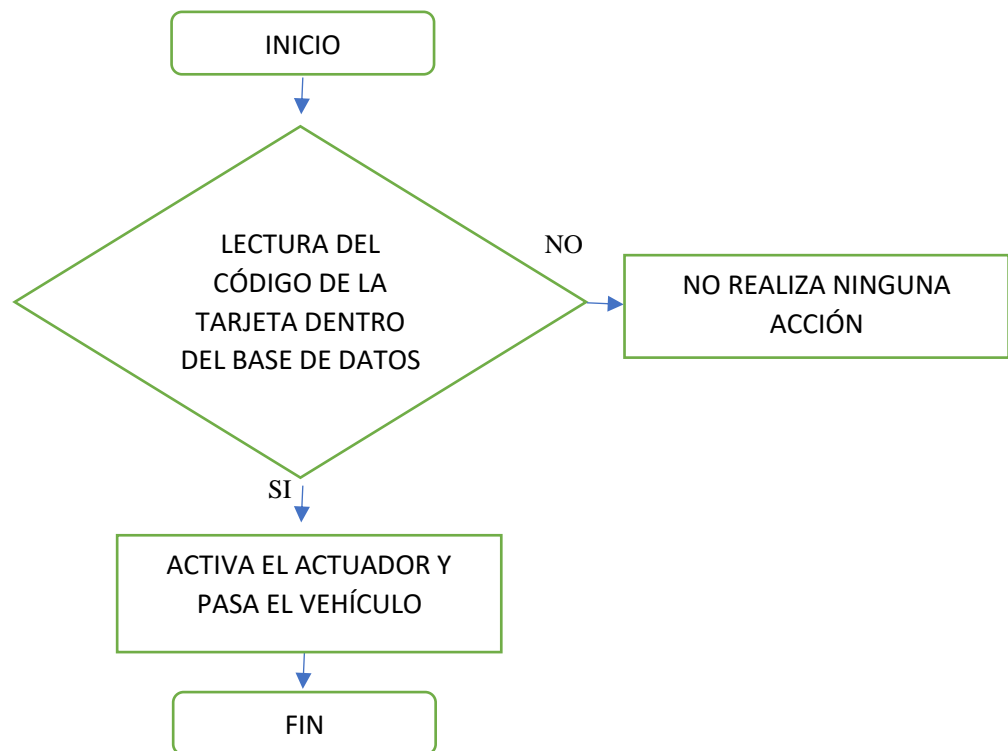 INICIO
LECTURA DEL
CÓDIGO DE LA
TARJETA DENTRO
DEL BASE DE DATOS
NO
NO REALIZA NINGUNA
ACCIÓN
SI
ACTIVA EL ACTUADOR Y
PASA EL VEHÍCULO
FIN